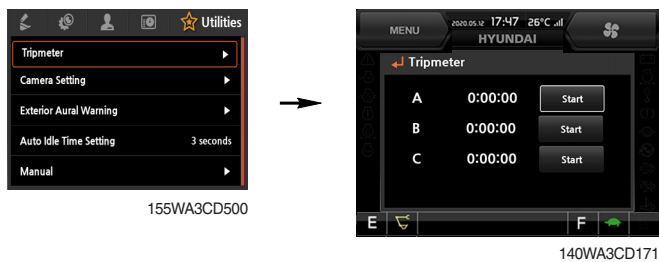 Utilities
Tripmeter
Camera Setting
Exterior Aural Warning
Auto Idle Time Setting 3 seconds
Manual
155WA3CD500
MENU
2020.05.12 17:47 26°C
HYUNDAI
Tripmeter
A 0:00:00 Start
B 0:00:00 Start
C 0:00:00 Start
E F
140WA3CD171